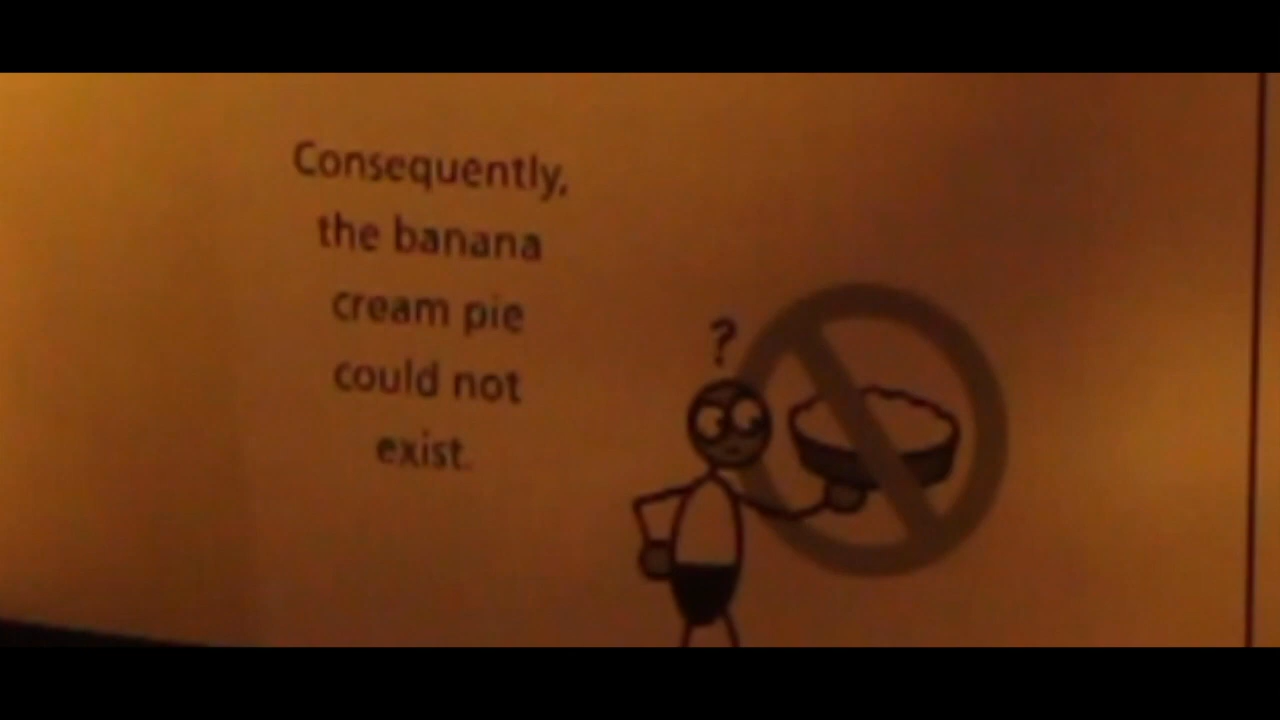 Consequently,
the banana
cream pie
could not
exist.
?